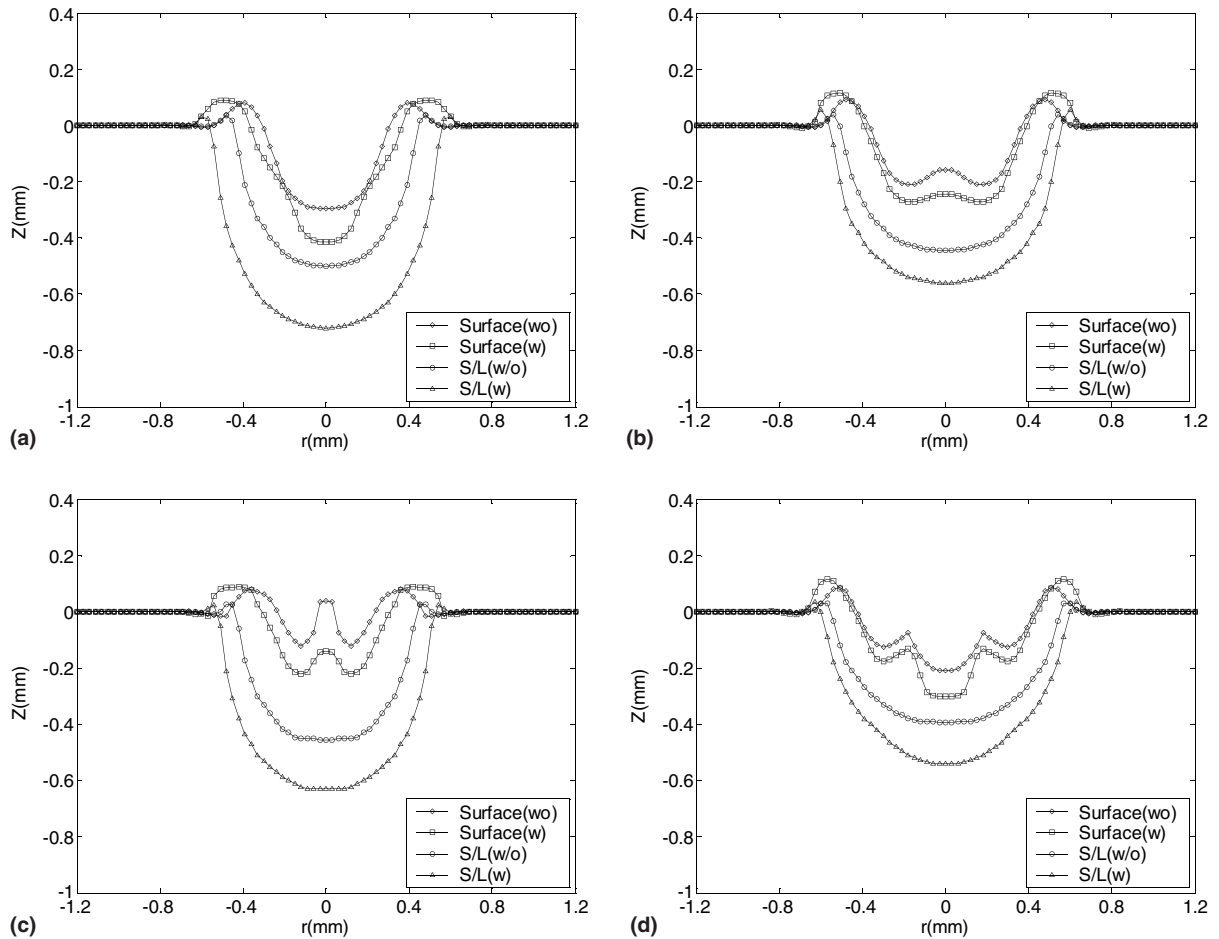 0.4
0.2
0
-0.2
-0.4
-0.6
-0.8
-1
Z(mm)
-1.2 -0.8 -0.4 0 0.4 0.8 1.2
r(mm)
Surface(wo)
Surface(w)
S/L(w/o)
S/L(w)
(a)
0.4
0.2
0
-0.2
-0.4
-0.6
-0.8
-1
Z(mm)
-1.2 -0.8 -0.4 0 0.4 0.8 1.2
r(mm)
Surface(wo)
Surface(w)
S/L(w/o)
S/L(w)
(b)
0.4
0.2
0
-0.2
-0.4
-0.6
-0.8
-1
Z(mm)
-1.2 -0.8 -0.4 0 0.4 0.8 1.2
r(mm)
Surface(wo)
Surface(w)
S/L(w/o)
S/L(w)
(c)
0.4
0.2
0
-0.2
-0.4
-0.6
-0.8
-1
Z(mm)
-1.2 -0.8 -0.4 0 0.4 0.8 1.2
r(mm)
Surface(wo)
Surface(w)
S/L(w/o)
S/L(w)
(d)